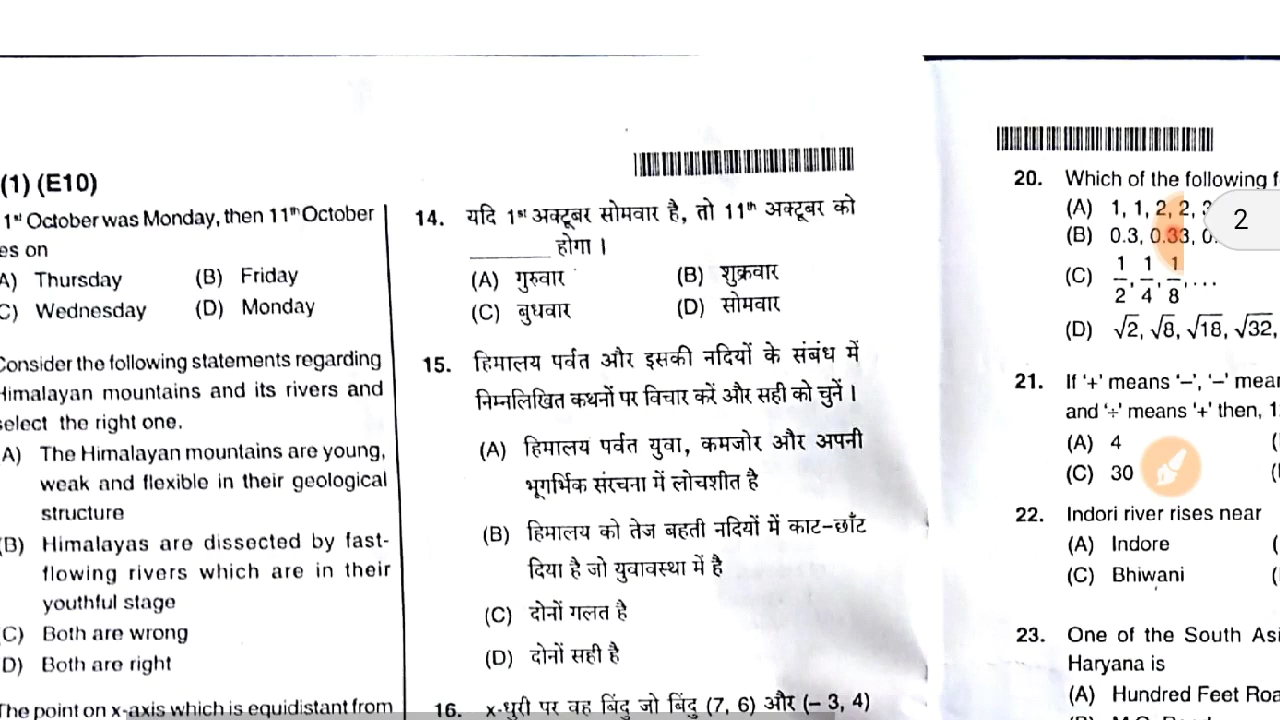 (1) (E10)
1st October was Monday, then 11th October
es on
A) Thursday (B) Friday
C) Wednesday (D) Monday
Consider the following statements regarding
Himalayan mountains and its rivers and
select the right one.
A) The Himalayan mountains are young,
weak and flexible in their geological
structure
(B) Himalayas are dissected by fast-
flowing rivers which are in their
youthful stage
C) Both are wrong
D) Both are right
The point on x-axis which is equidistant from
14. यदि 1st अक्टूबर सोमवार है, तो 11th अक्टूबर को
________ होगा ।
(A) गुरुवार (B) शुक्रवार
(C) बुधवार (D) सोमवार
15. हिमालय पर्वत और इसकी नदियों के संबंध में
निम्नलिखित कथनों पर विचार करें और सही को चुनें ।
(A) हिमालय पर्वत युवा, कमजोर और अपनी
भूगर्भिक संरचना में लोचशीत है
(B) हिमालय को तेज बहती नदियों में काट-छाँट
दिया है जो युवावस्था में है
(C) दोनों गलत है
(D) दोनों सही है
16. x-धुरी पर वह बिंदु जो बिंदु (7, 6) और (– 3, 4)
20. Which of the following f
(A) 1, 1, 2, 2,
(B) 0.3, 0.33, 0.
(C) 1/2, 1/4, 1/8, ...
(D) √2, √8, √18, √32,
2
21. If '+' means '–', '–' mear
and '÷' means '+' then, 1
(A) 4
(C) 30
22. Indori river rises near
(A) Indore
(C) Bhiwani
23. One of the South Asi
Haryana is
(A) Hundred Feet Roa